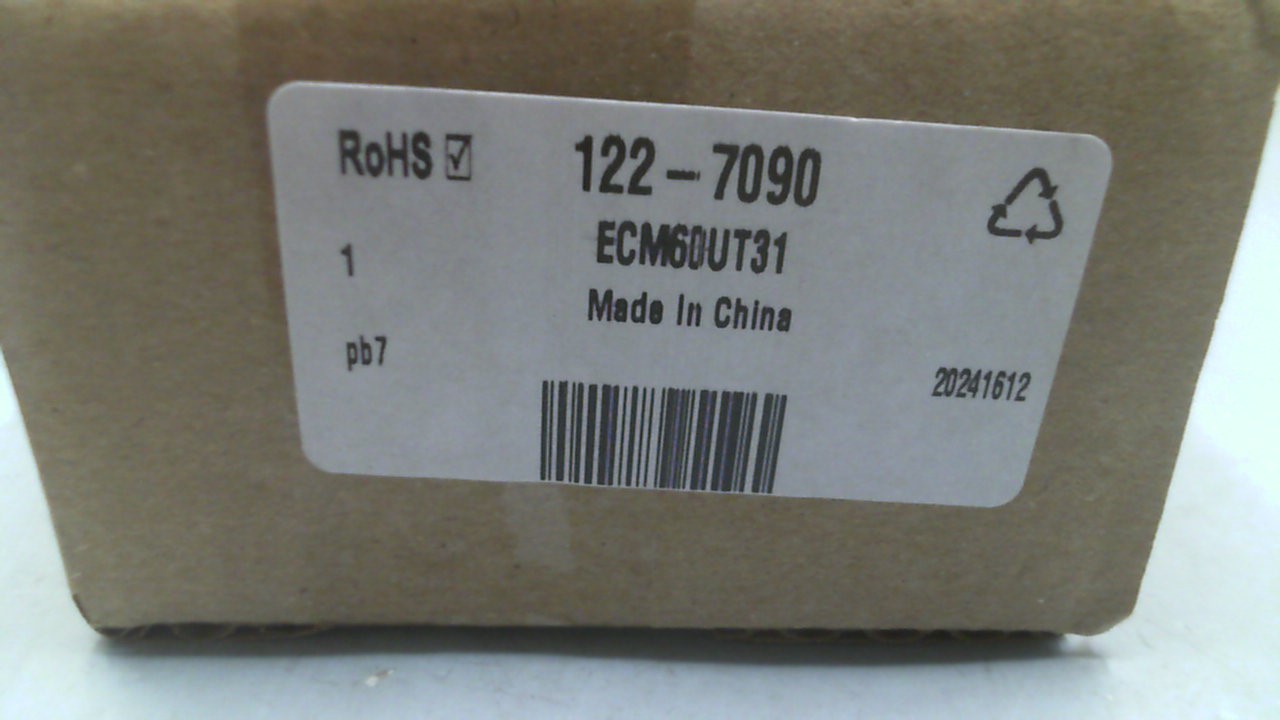 RoHS ☑
122-7090
ECM60UT31
1
Made In China
pb7
20241612